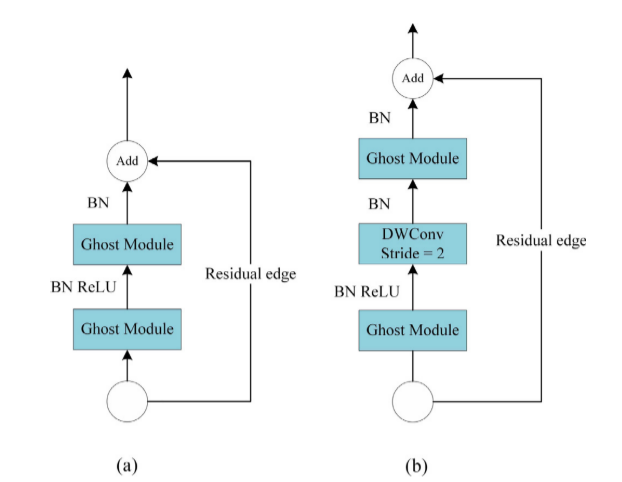 Add
BN
Ghost Module
BN ReLU
Ghost Module
Residual edge
(a)
Add
BN
Ghost Module
BN
DWConv
Stride = 2
BN ReLU
Ghost Module
Residual edge
(b)